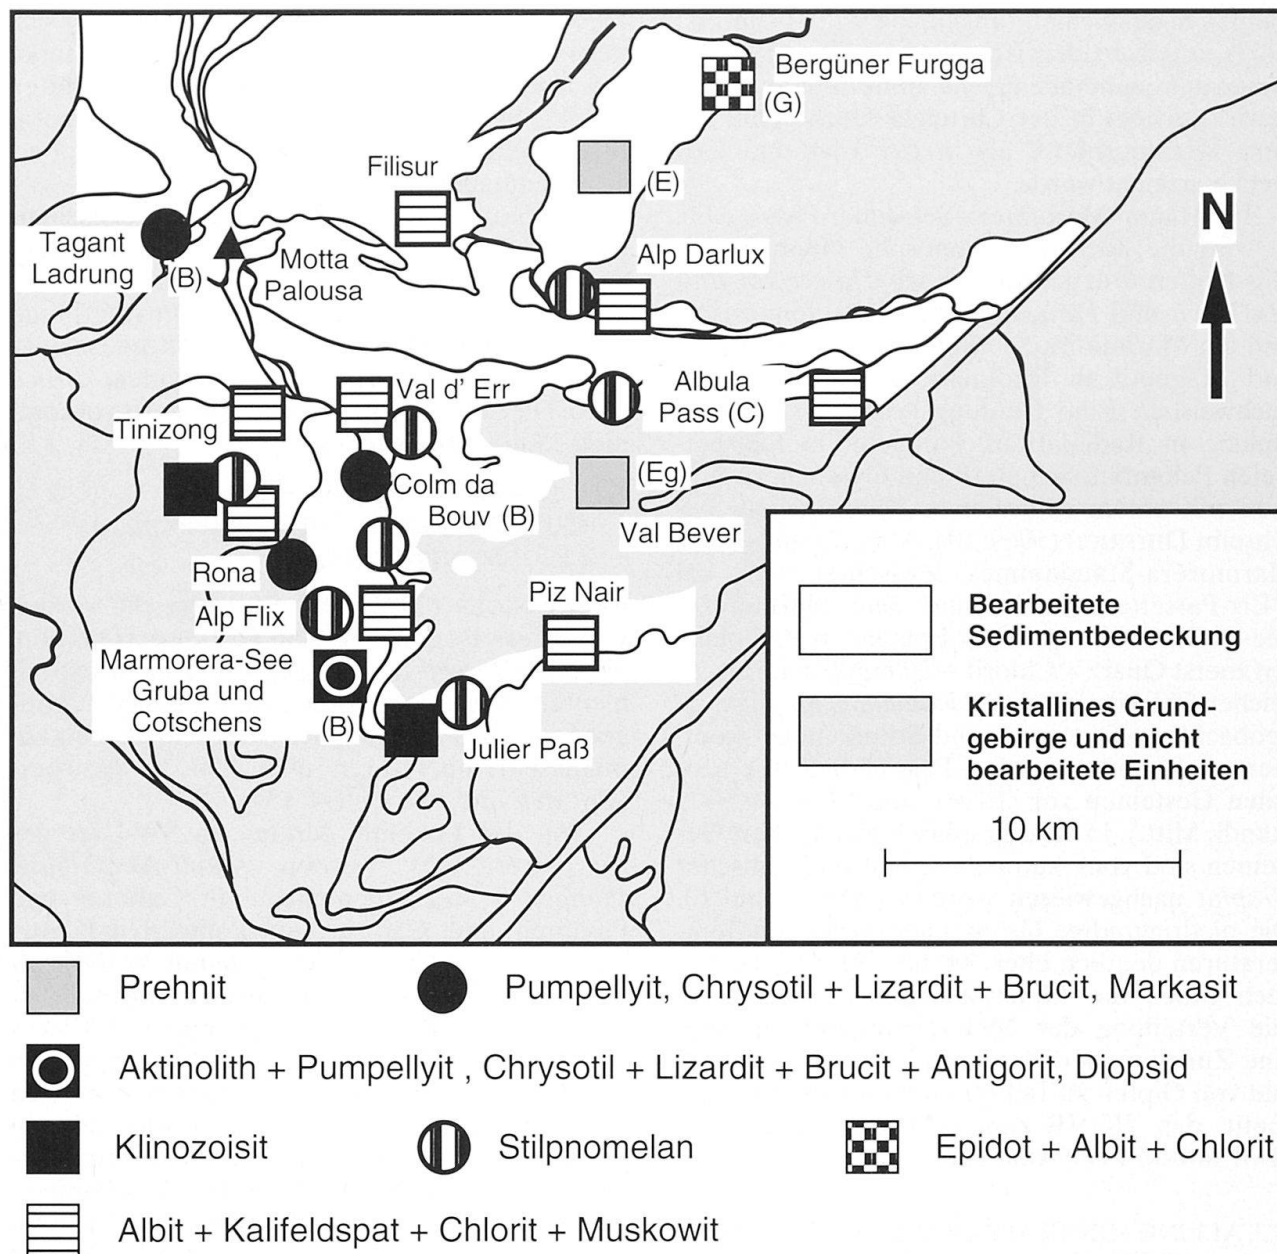 Bergüner Furgga
(G)
Filisur
(E)
N
Tagant
Ladrung
(B)
Motta
Palousa
Alp Darlux
Val d' Err
Albula
Pass (C)
Tinizong
Colm da
Bouv (B)
(Eg)
Val Bever
Rona
Alp Flix
Piz Nair
Marmorera-See
Gruba und
Cotschens
(B)
Julier Paß
Bearbeitete
Sedimentbedeckung
Kristallines Grund-
gebirge und nicht
bearbeitete Einheiten
10 km
Prehnit
Pumpellyit, Chrysotil + Lizardit + Brucit, Markasit
Aktinolith + Pumpellyit , Chrysotil + Lizardit + Brucit + Antigorit, Diopsid
Klinozoisit
Stilpnomelan
Epidot + Albit + Chlorit
Albit + Kalifeldspat + Chlorit + Muskowit